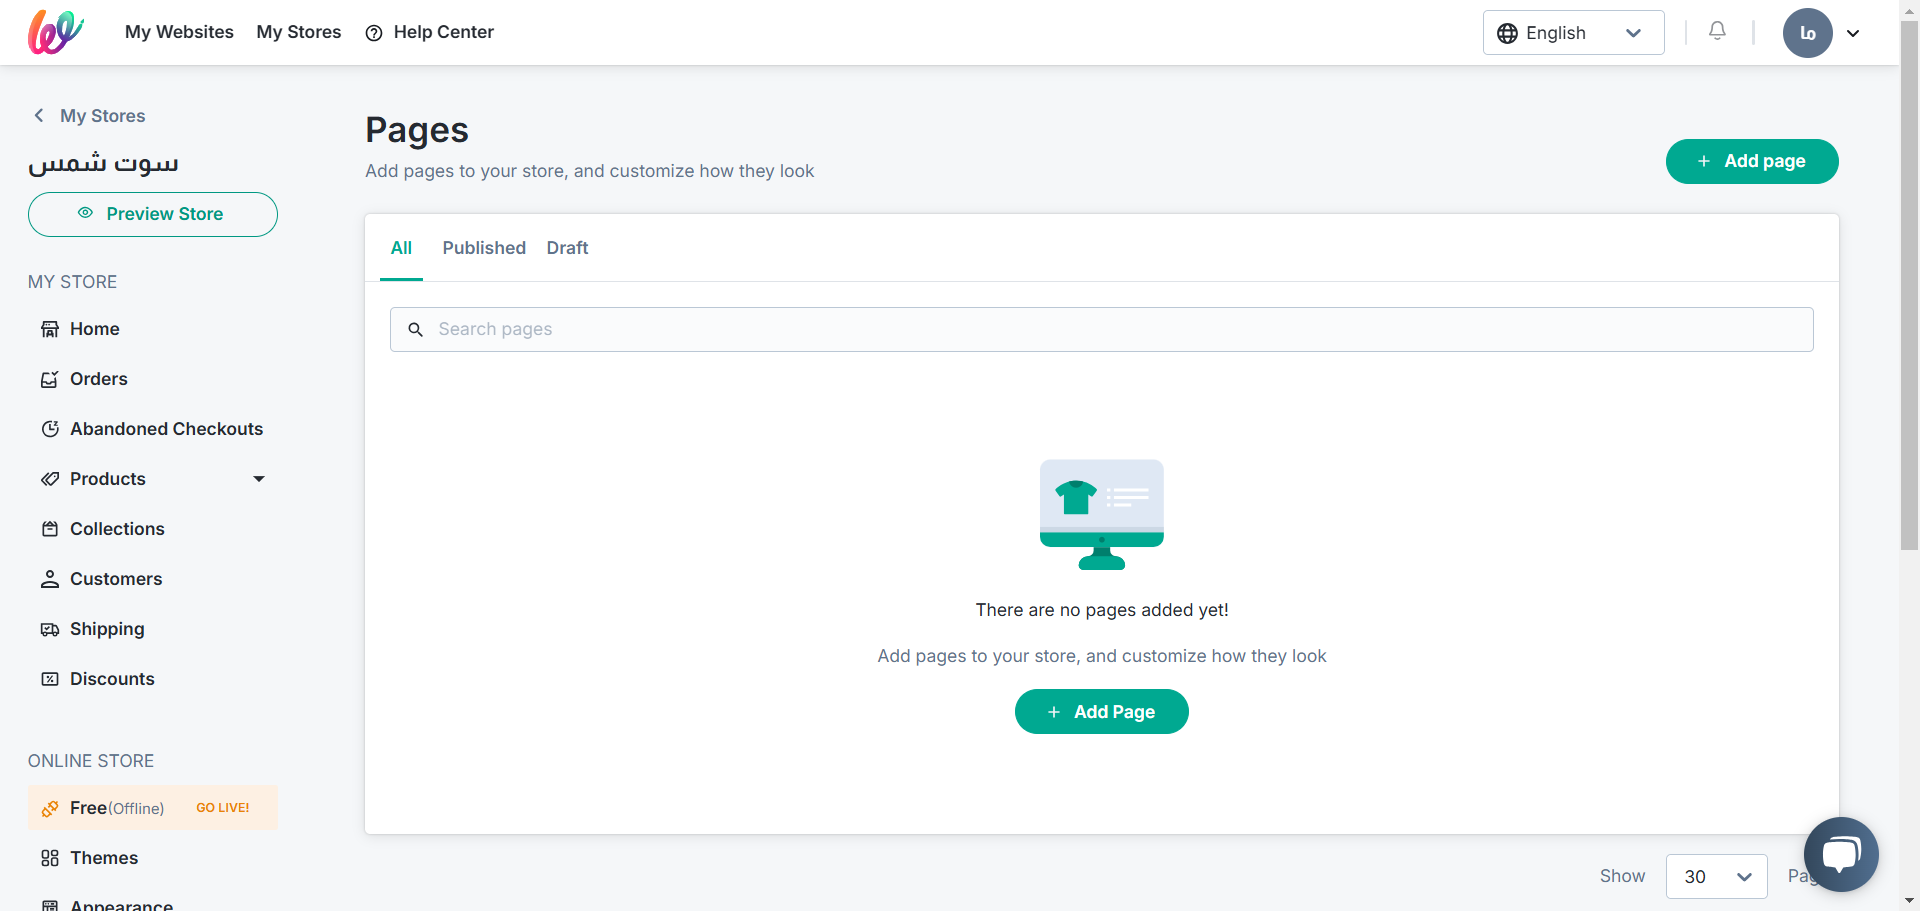 My Websites
My Stores
Help Center
English
ما
My Stores
سوت شمس
Preview Store
MY STORE
Home
Orders
Abandoned Checkouts
Products
Collections
Customers
Shipping
Discounts
ONLINE STORE
Free(Offline) GO LIVE!
Themes
Appearance
Pages
Add pages to your store, and customize how they look
+ Add page
All Published Draft
Search pages
There are no pages added yet!
Add pages to your store, and customize how they look
+ Add Page
Show 30